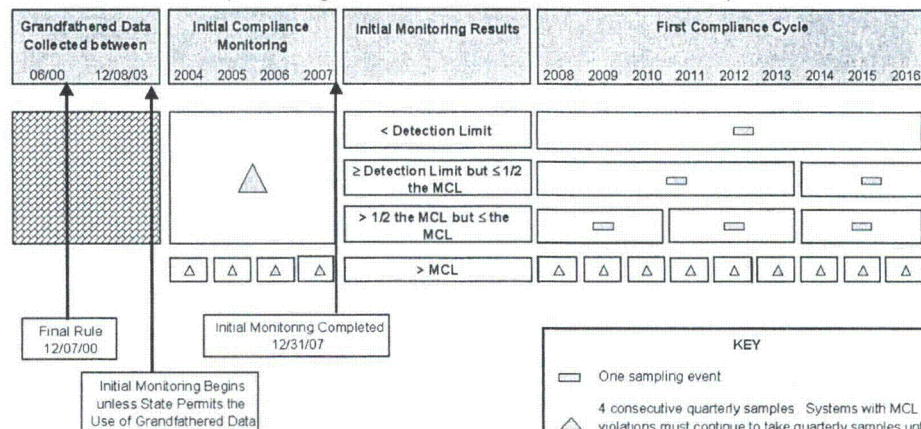 Grandfathered Data
Collected between
06/00 12/08/03
Initial Compliance
Monitoring
2004 2005 2006 2007
Initial Monitoring Results
First Compliance Cycle
2008 2009 2010 2011 2012 2013 2014 2015 2016
< Detection Limit
≥ Detection Limit but ≤ 1/2
the MCL
> 1/2 the MCL but ≤ the
MCL
> MCL
Final Rule
12/07/00
Initial Monitoring Completed
12/31/07
Initial Monitoring Begins
unless State Permits the
Use of Grandfathered Data
KEY
One sampling event
4 consecutive quarterly samples Systems with MCL
violations must continue to take quarterly samples